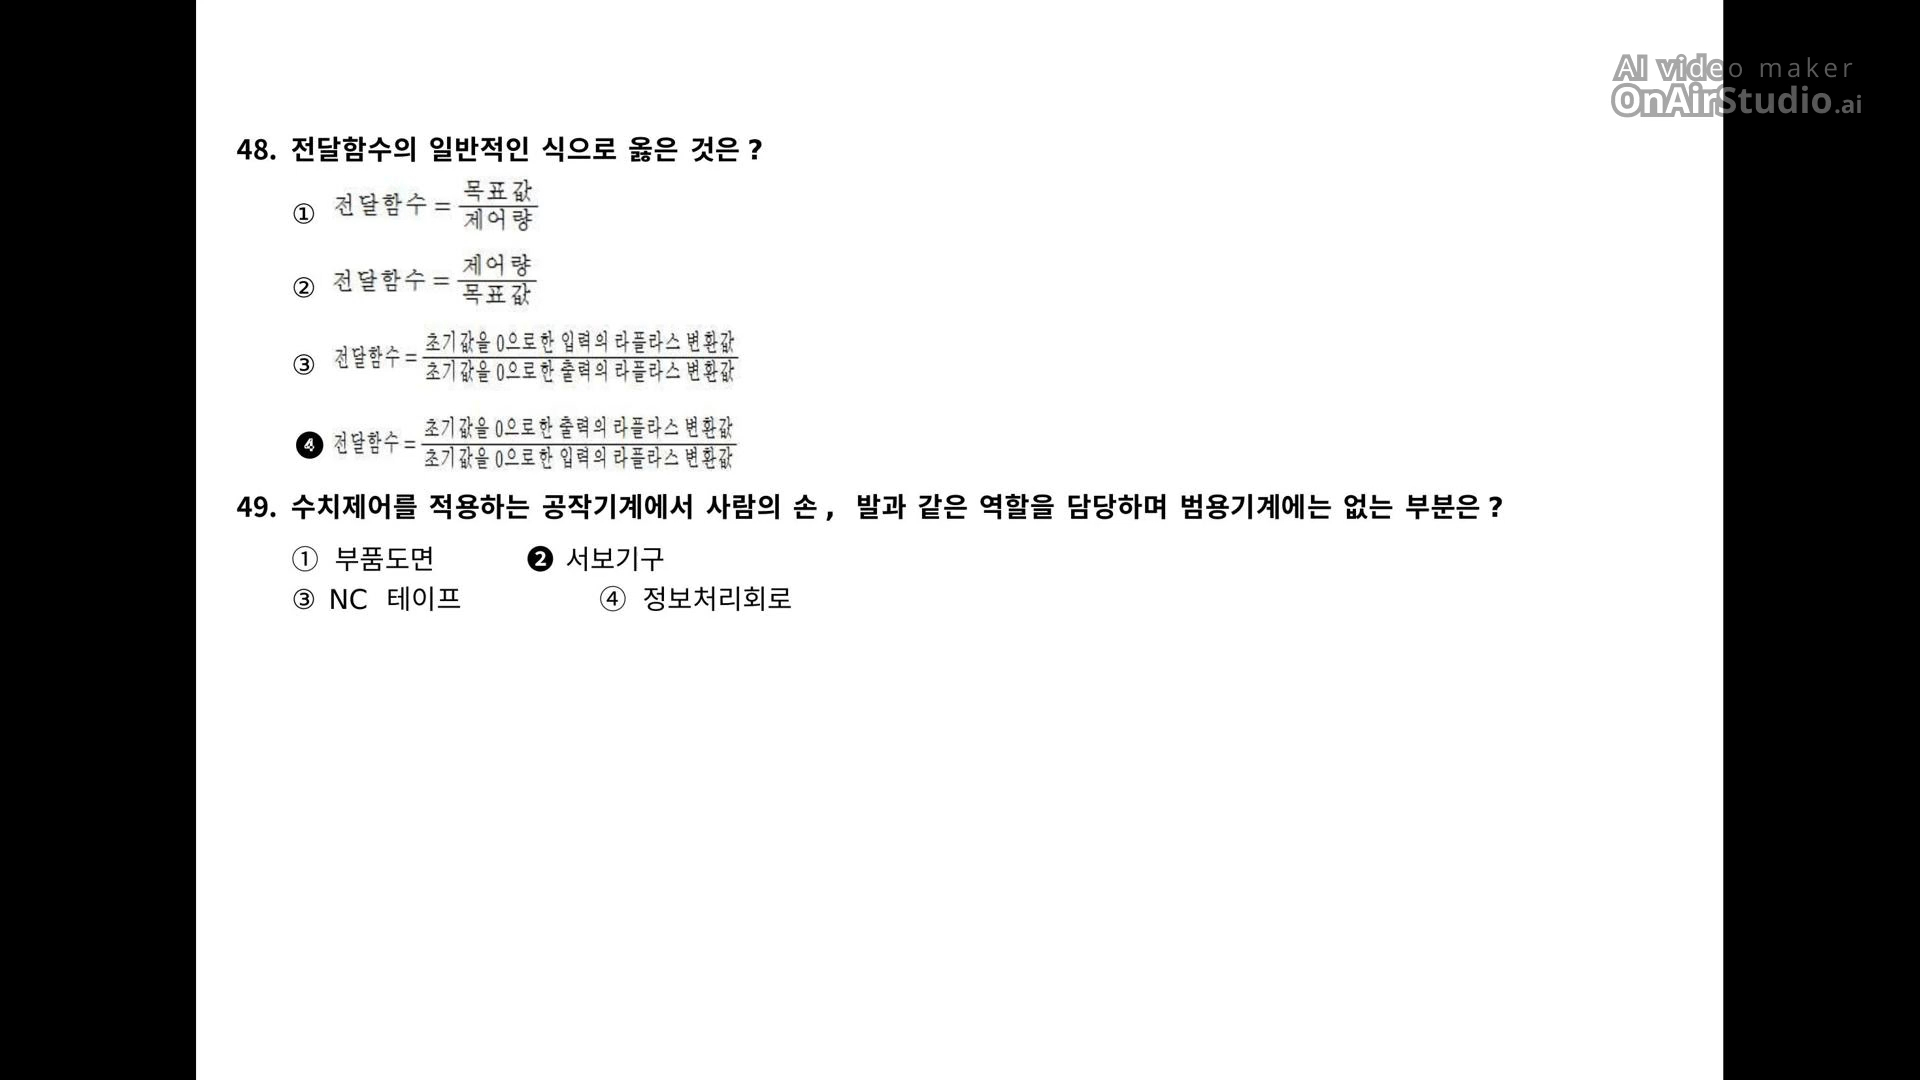 AI video maker
OnAirStudio.ai
48. 전달함수의 일반적인 식으로 옳은 것은?
① 전달함수 = 목표값 / 제어량
② 전달함수 = 제어량 / 목표값
③ 전달함수 = 초기값을 0으로한 입력의 라플라스 변환값 / 초기값을 0으로한 출력의 라플라스 변환값
❹ 전달함수 = 초기값을 0으로한 출력의 라플라스 변환값 / 초기값을 0으로한 입력의 라플라스 변환값
49. 수치제어를 적용하는 공작기계에서 사람의 손, 발과 같은 역할을 담당하며 범용기계에는 없는 부분은?
① 부품도면 ❷ 서보기구
③ NC 테이프 ④ 정보처리회로